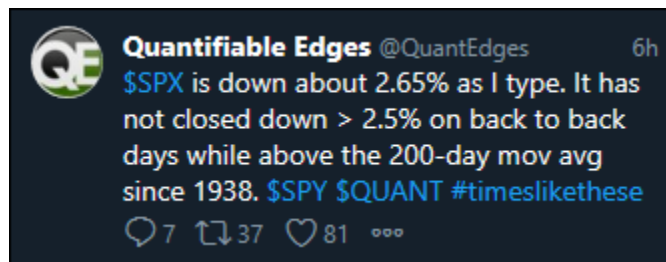 QE
Quantifiable Edges @QuantEdges 6h
$SPX is down about 2.65% as I type. It has
not closed down > 2.5% on back to back
days while above the 200-day mov avg
since 1938. $SPY $QUANT #timeslikethese
7 37 81